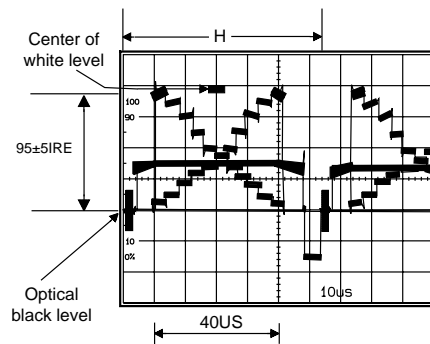 H
Center of
white level
100
90
95±5IRE
10
0%
Optical
black level
10us
40US